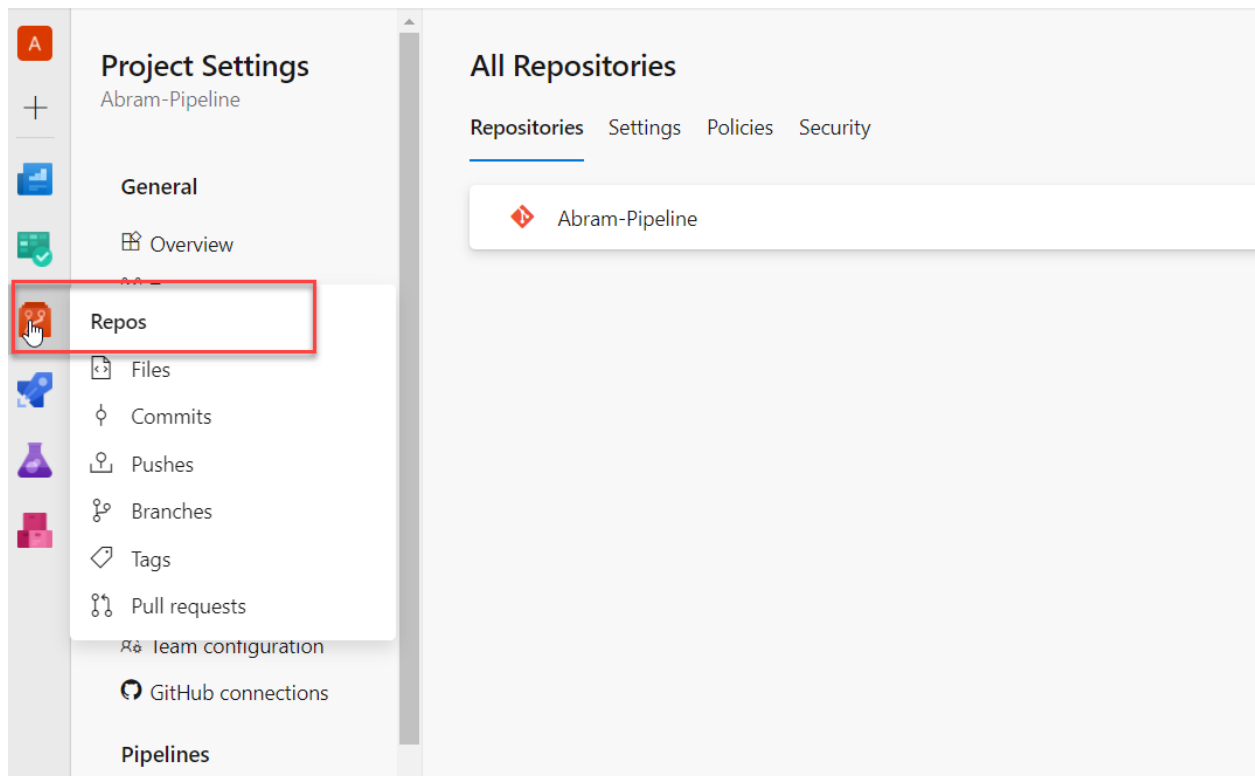 A
Project Settings
Abram-Pipeline
General
Overview
Repos
Files
Commits
Pushes
Branches
Tags
Pull requests
Team configuration
GitHub connections
Pipelines
All Repositories
Repositories Settings Policies Security
Abram-Pipeline